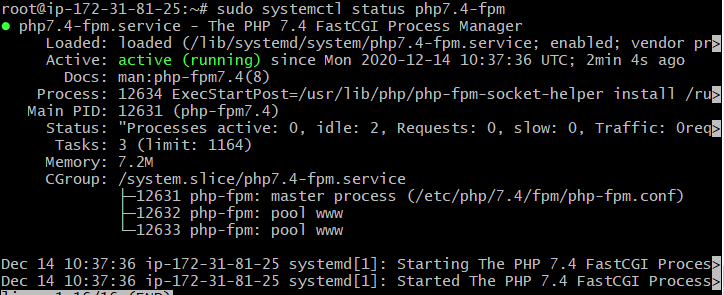 root@ip-172-31-81-25:~# sudo systemctl status php7.4-fpm
● php7.4-fpm.service - The PHP 7.4 FastCGI Process Manager
Loaded: loaded (/lib/systemd/system/php7.4-fpm.service; enabled; vendor pr>
Active: active (running) since Mon 2020-12-14 10:37:36 UTC; 2min 4s ago
Docs: man:php-fpm7.4(8)
Process: 12634 ExecStartPost=/usr/lib/php/php-fpm-socket-helper install /ru>
Main PID: 12631 (php-fpm7.4)
Status: "Processes active: 0, idle: 2, Requests: 0, slow: 0, Traffic: 0req>
Tasks: 3 (limit: 1164)
Memory: 7.2M
CGroup: /system.slice/php7.4-fpm.service
├─12631 php-fpm: master process (/etc/php/7.4/fpm/php-fpm.conf)
├─12632 php-fpm: pool www
└─12633 php-fpm: pool www
Dec 14 10:37:36 ip-172-31-81-25 systemd[1]: Starting The PHP 7.4 FastCGI Proces>
Dec 14 10:37:36 ip-172-31-81-25 systemd[1]: Started The PHP 7.4 FastCGI Process>
lines 1-16/16 (END)